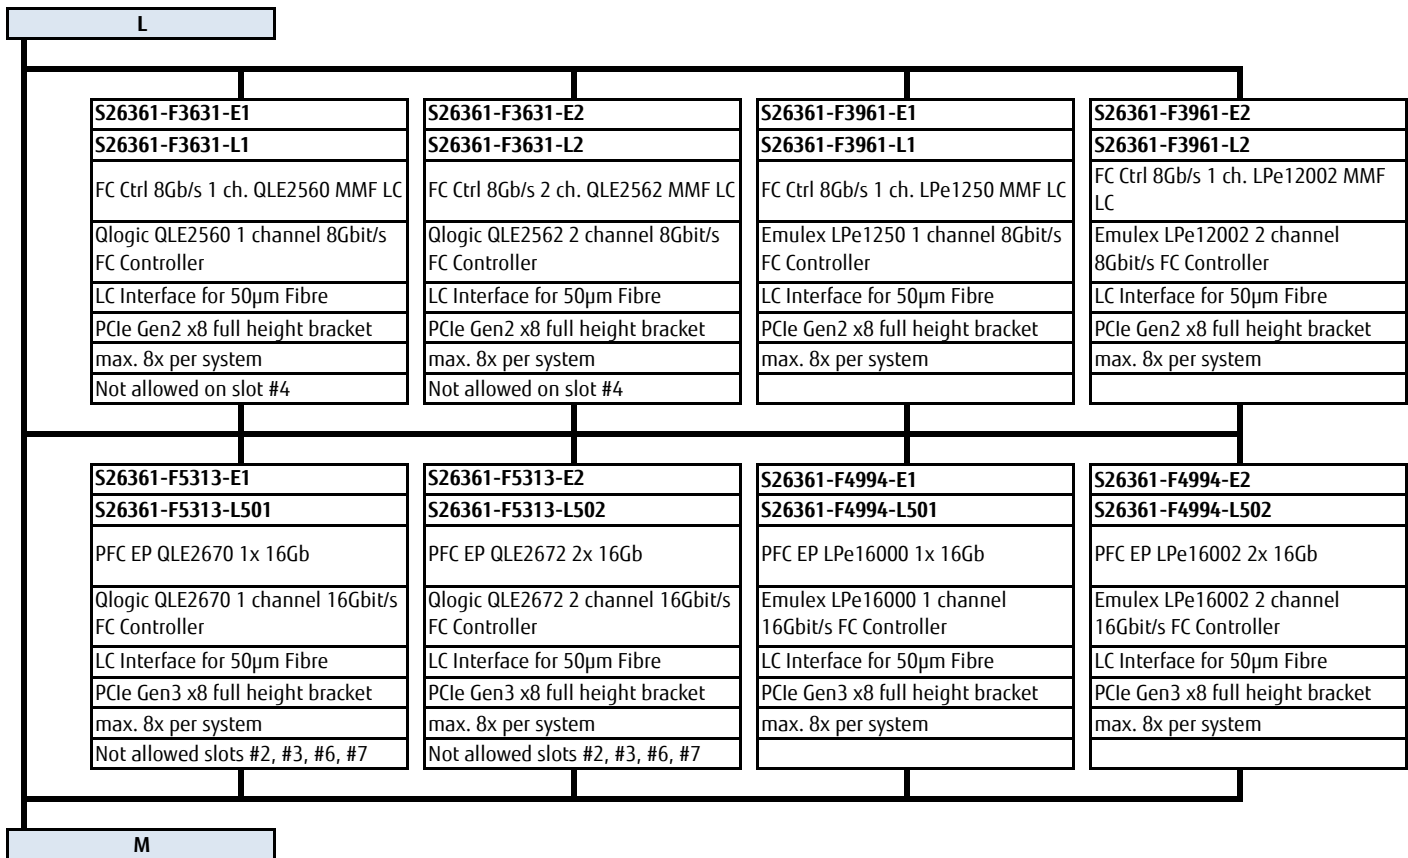 L
S26361-F3631-E1
S26361-F3631-L1
FC Ctrl 8Gb/s 1 ch. QLE2560 MMF LC
Qlogic QLE2560 1 channel 8Gbit/s
FC Controller
LC Interface for 50µm Fibre
PCIe Gen2 x8 full height bracket
max. 8x per system
Not allowed on slot #4
S26361-F3631-E2
S26361-F3631-L2
FC Ctrl 8Gb/s 2 ch. QLE2562 MMF LC
Qlogic QLE2562 2 channel 8Gbit/s
FC Controller
LC Interface for 50µm Fibre
PCIe Gen2 x8 full height bracket
max. 8x per system
Not allowed on slot #4
S26361-F3961-E1
S26361-F3961-L1
FC Ctrl 8Gb/s 1 ch. LPe1250 MMF LC
Emulex LPe1250 1 channel 8Gbit/s
FC Controller
LC Interface for 50µm Fibre
PCIe Gen2 x8 full height bracket
max. 8x per system
S26361-F3961-E2
S26361-F3961-L2
FC Ctrl 8Gb/s 1 ch. LPe12002 MMF
LC
Emulex LPe12002 2 channel
8Gbit/s FC Controller
LC Interface for 50µm Fibre
PCIe Gen2 x8 full height bracket
max. 8x per system
S26361-F5313-E1
S26361-F5313-L501
PFC EP QLE2670 1x 16Gb
Qlogic QLE2670 1 channel 16Gbit/s
FC Controller
LC Interface for 50µm Fibre
PCIe Gen3 x8 full height bracket
max. 8x per system
Not allowed slots #2, #3, #6, #7
S26361-F5313-E2
S26361-F5313-L502
PFC EP QLE2672 2x 16Gb
Qlogic QLE2672 2 channel 16Gbit/s
FC Controller
LC Interface for 50µm Fibre
PCIe Gen3 x8 full height bracket
max. 8x per system
Not allowed slots #2, #3, #6, #7
S26361-F4994-E1
S26361-F4994-L501
PFC EP LPe16000 1x 16Gb
Emulex LPe16000 1 channel
16Gbit/s FC Controller
LC Interface for 50µm Fibre
PCIe Gen3 x8 full height bracket
max. 8x per system
S26361-F4994-E2
S26361-F4994-L502
PFC EP LPe16002 2x 16Gb
Emulex LPe16002 2 channel
16Gbit/s FC Controller
LC Interface for 50µm Fibre
PCIe Gen3 x8 full height bracket
max. 8x per system
M